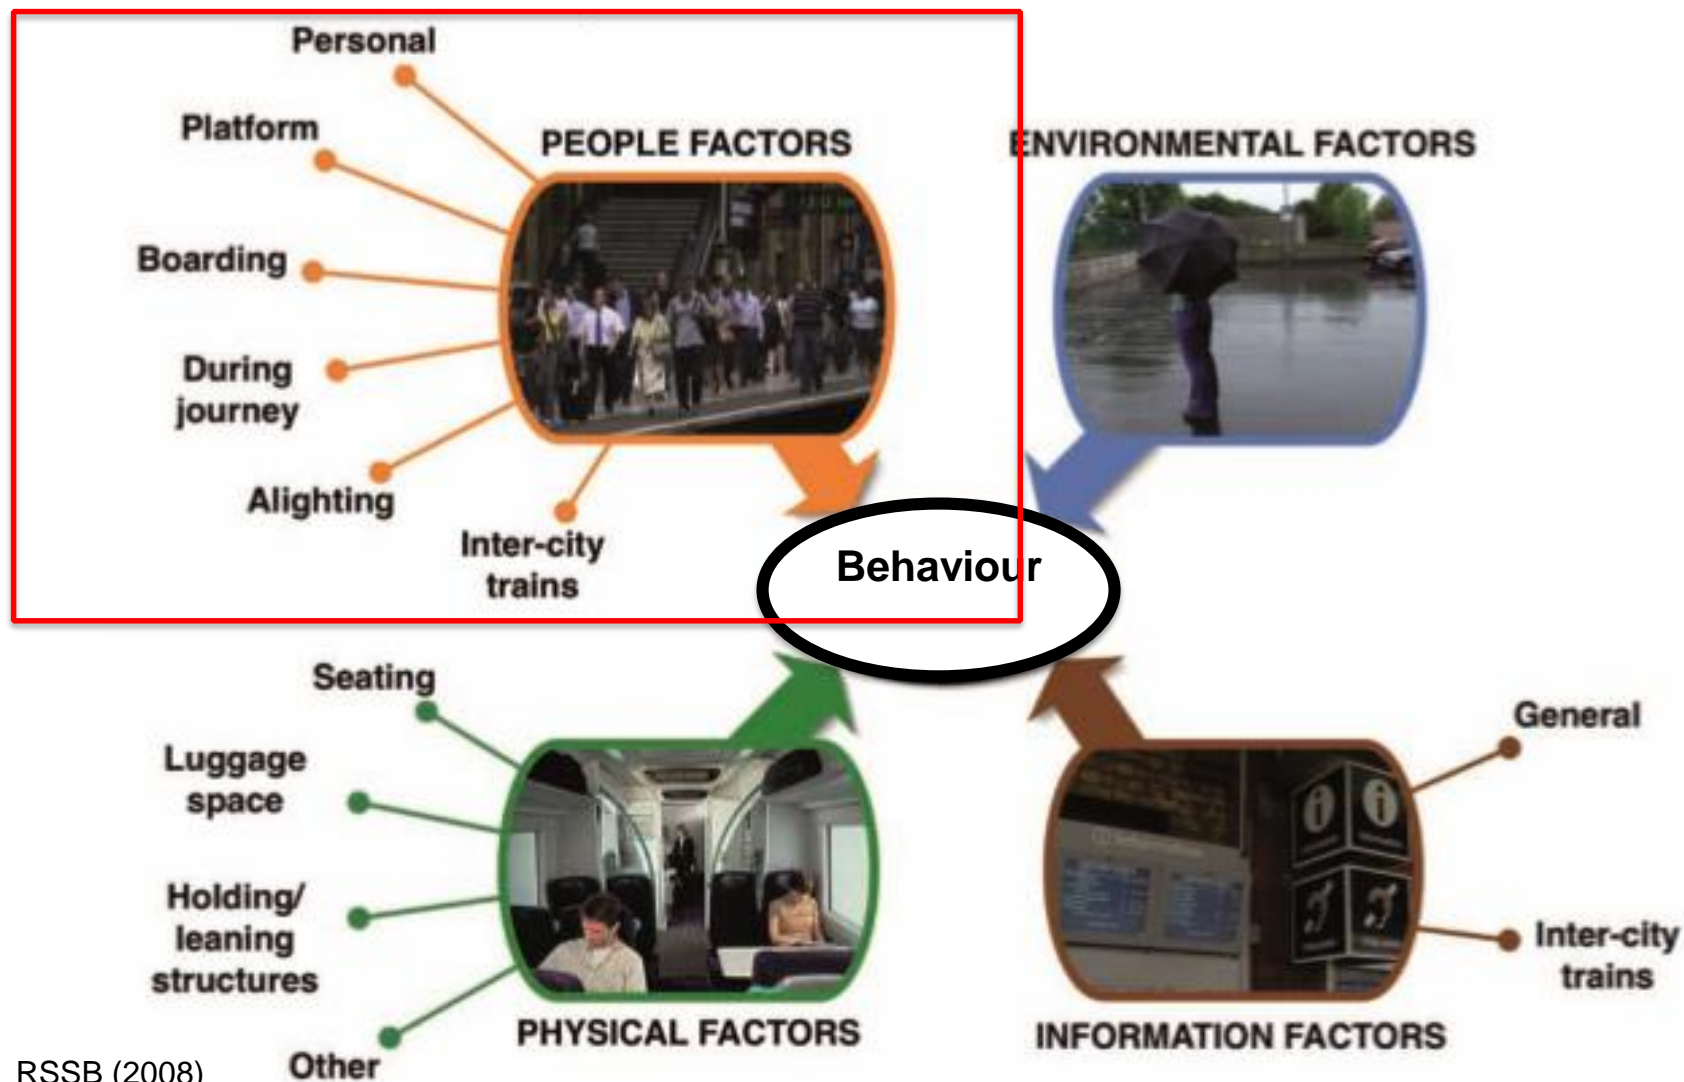 Personal
Platform
PEOPLE FACTORS
ENVIRONMENTAL FACTORS
Boarding
During
journey
Alighting
Inter-city
trains
Behaviour
Seating
Luggage
space
Holding/
leaning
structures
Other
PHYSICAL FACTORS
General
Inter-city
trains
INFORMATION FACTORS
RSSB (2008)